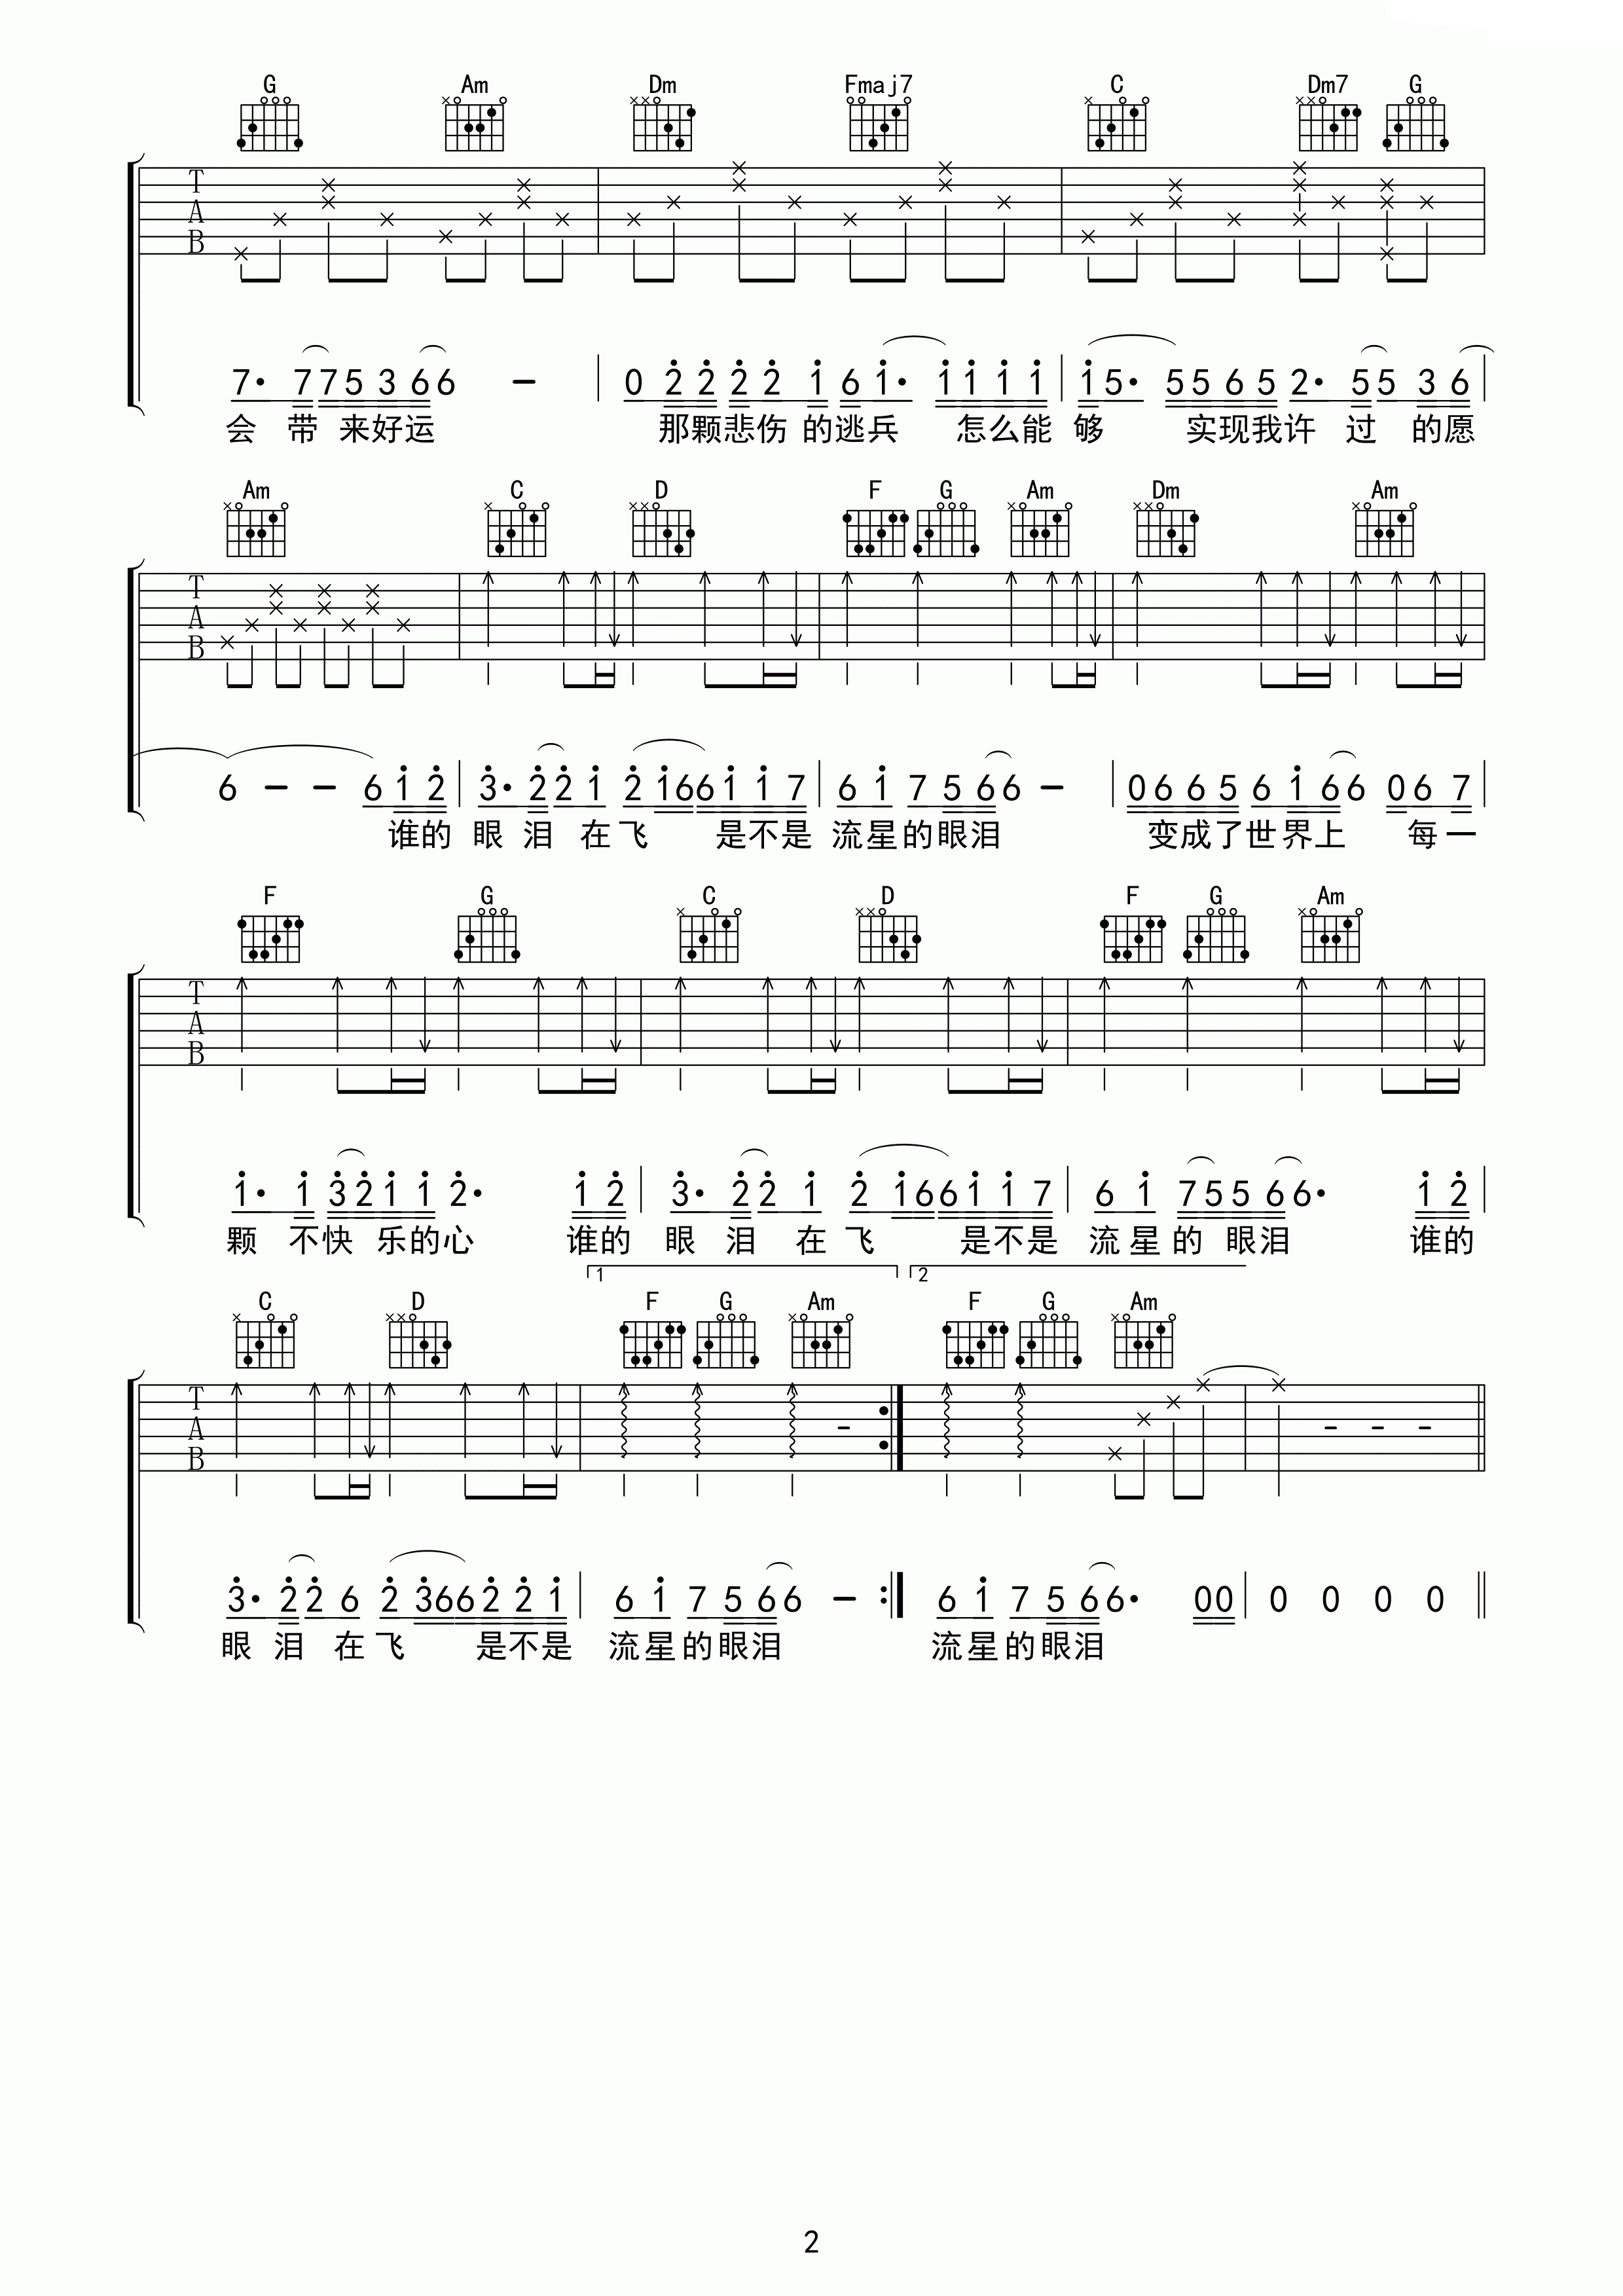 G Am Dm Fmaj7 C Dm7 G
T
A
B
7· 7 7 5 3 6 6 – | 0 2 2 2 2 1 6 1· 1 1 1 1 | 1 5· 5 5 6 5 2· 5 5 3 6 |
会 带 来好运 那颗悲伤 的逃兵 怎么能 够 实现我许 过 的愿
Am C D F G Am Dm Am
T
A
B
6 – – 6 1 2 | 3· 2 2 1 2 1 6 6 1 1 7 | 6 1 7 5 6 6 – | 0 6 6 5 6 1 6 6 0 6 7 |
谁的 眼 泪 在 飞 是不是 流星的眼泪 变成了世界上 每一
F G C D F G Am
T
A
B
1· 1 3 2 1 1 2· 1 2 | 3· 2 2 1 2 1 6 6 1 1 7 | 6 1 7 5 5 6 6· 1 2 |
颗 不快 乐的心 谁的 眼 泪 在 飞 是不是 流星的 眼泪 谁的
1 2
C D F G Am F G Am
T
A
B
3· 2 2 6 2 3 6 6 2 2 1 | 6 1 7 5 6 6 – :| 6 1 7 5 6 6· 0 0 | 0 0 0 0 ‖
眼 泪 在 飞 是不是 流星的眼泪 流星的眼泪
2